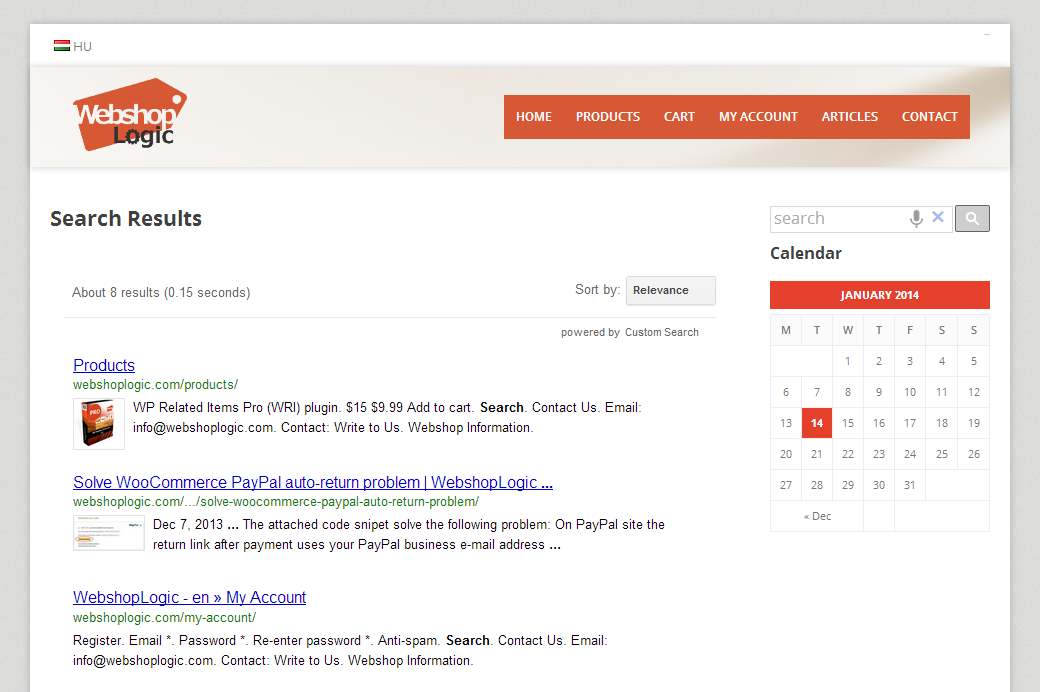 HU
Webshop
Logic
HOME PRODUCTS CART MY ACCOUNT ARTICLES CONTACT
Search Results
search
Calendar
About 8 results (0.15 seconds)
Sort by: Relevance
powered by Custom Search
Products
webshoplogic.com/products/
PRO
WP Related Items Pro (WRI) plugin. $15 $9.99 Add to cart. Search. Contact Us. Email:
info@webshoplogic.com. Contact: Write to Us. Webshop Information.
Solve WooCommerce PayPal auto-return problem | WebshopLogic ...
webshoplogic.com/.../solve-woocommerce-paypal-auto-return-problem/
Dec 7, 2013 ... The attached code snipet solve the following problem: On PayPal site the
return link after payment uses your PayPal business e-mail address ...
WebshopLogic - en » My Account
webshoplogic.com/my-account/
Register. Email *. Password *. Re-enter password *. Anti-spam. Search. Contact Us. Email:
info@webshoplogic.com. Contact: Write to Us. Webshop Information.
JANUARY 2014
M T W T F S S
1 2 3 4 5
6 7 8 9 10 11 12
13 14 15 16 17 18 19
20 21 22 23 24 25 26
27 28 29 30 31
« Dec